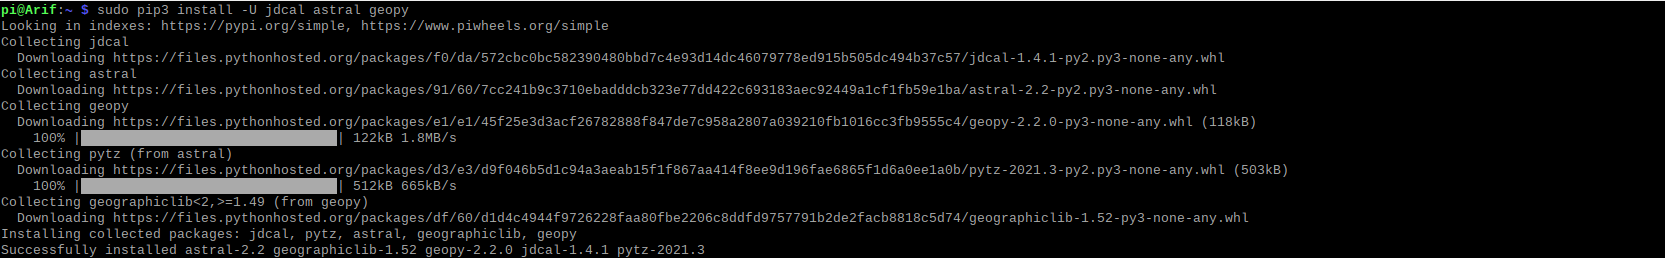 pi@Arif:~ $ sudo pip3 install -U jdcal astral geopy
Looking in indexes: https://pypi.org/simple, https://www.piwheels.org/simple
Collecting jdcal
  Downloading https://files.pythonhosted.org/packages/f0/da/572cbc0bc582390480bbd7c4e93d14dc46079778ed915b505dc494b37c57/jdcal-1.4.1-py2.py3-none-any.whl
Collecting astral
  Downloading https://files.pythonhosted.org/packages/91/60/7cc241b9c3710ebadddcb323e77dd422c693183aec92449a1cf1fb59e1ba/astral-2.2-py2.py3-none-any.whl
Collecting geopy
  Downloading https://files.pythonhosted.org/packages/e1/e1/45f25e3d3acf26782888f847de7c958a2807a039210fb1016cc3fb9555c4/geopy-2.2.0-py3-none-any.whl (118kB)
    100% |████████████████████████████████| 122kB 1.8MB/s
Collecting pytz (from astral)
  Downloading https://files.pythonhosted.org/packages/d3/e3/d9f046b5d1c94a3aeab15f1f867aa414f8ee9d196fae6865f1d6a0ee1a0b/pytz-2021.3-py2.py3-none-any.whl (503kB)
    100% |████████████████████████████████| 512kB 665kB/s
Collecting geographiclib<2,>=1.49 (from geopy)
  Downloading https://files.pythonhosted.org/packages/df/60/d1d4c4944f9726228faa80fbe2206c8ddfd9757791b2de2facb8818c5d74/geographiclib-1.52-py3-none-any.whl
Installing collected packages: jdcal, pytz, astral, geographiclib, geopy
Successfully installed astral-2.2 geographiclib-1.52 geopy-2.2.0 jdcal-1.4.1 pytz-2021.3